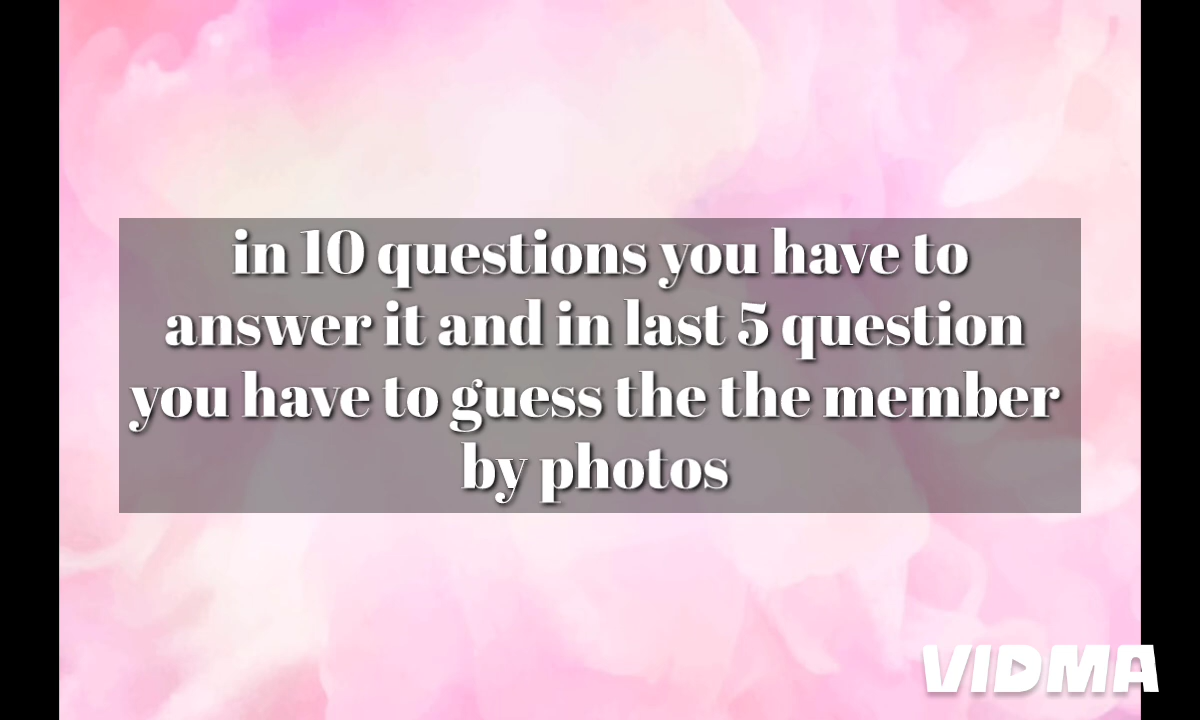 in 10 questions you have to
answer it and in last 5 question
you have to guess the the member
by photos
VIDMA